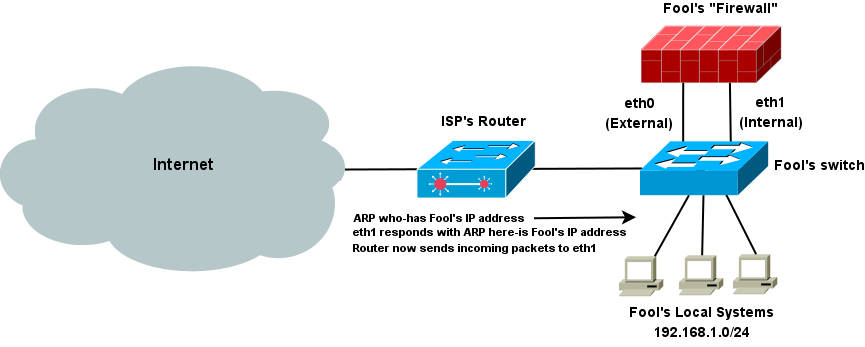 Fool's "Firewall"
eth0
(External)
eth1
(Internal)
ISP's Router
Internet
Fool's switch
ARP who-has Fool's IP address
eth1 responds with ARP here-is Fool's IP address
Router now sends incoming packets to eth1
Fool's Local Systems
192.168.1.0/24